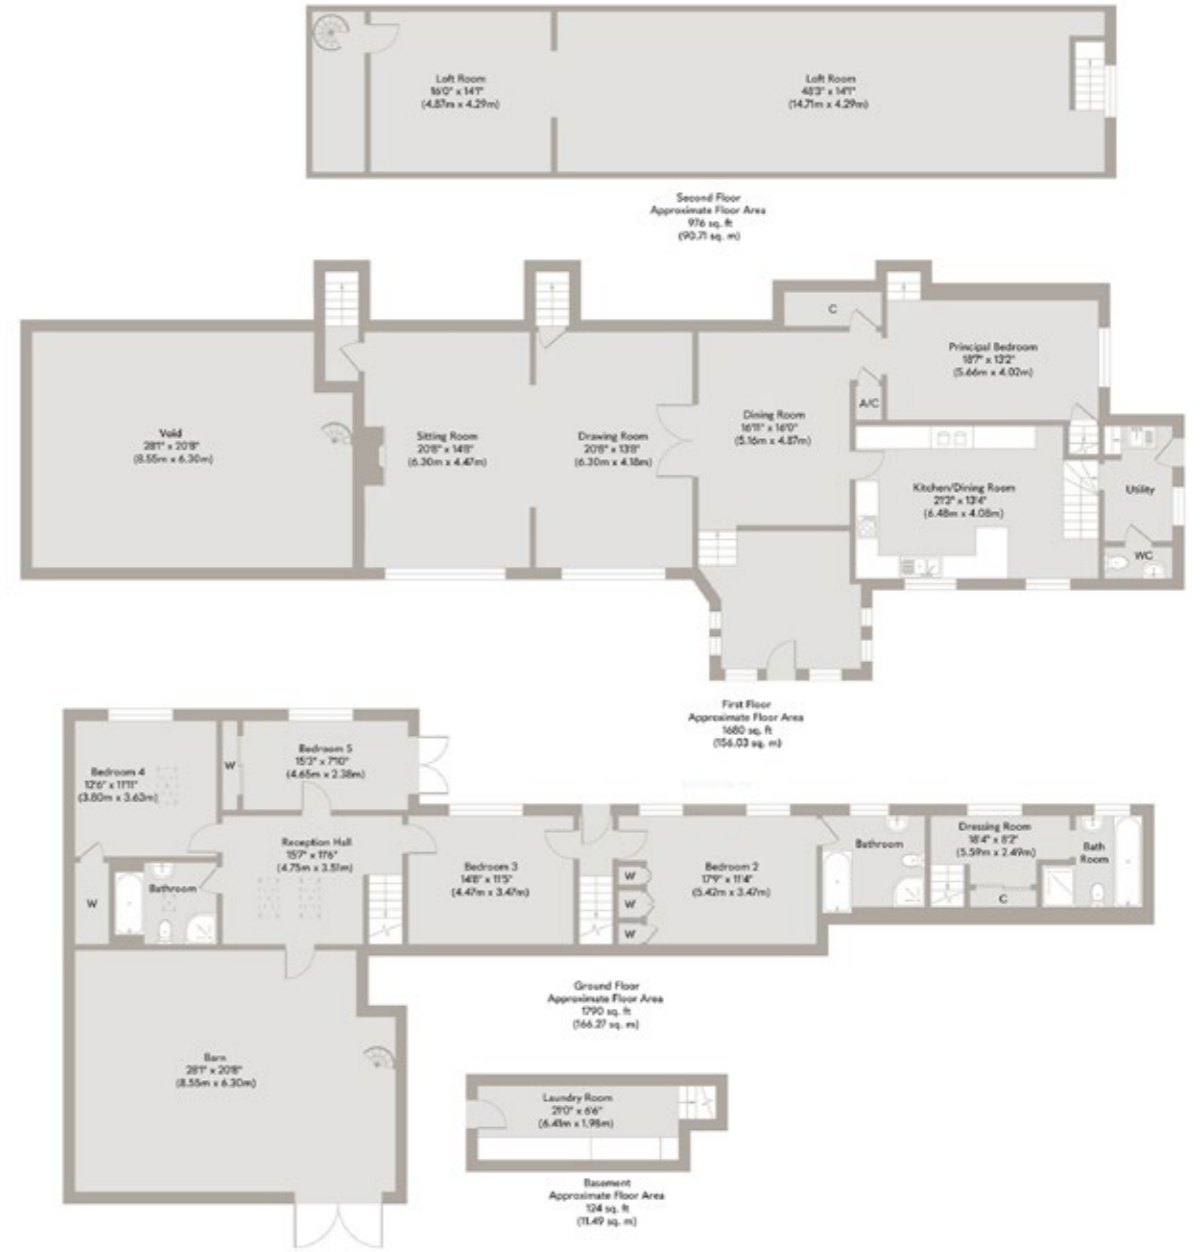 Loft Room
16'0" x 14'1"
(4.87m x 4.29m)
Loft Room
48'3" x 14'1"
(14.71m x 4.29m)
Second Floor
Approximate Floor Area
976 sq. ft
(90.71 sq. m)
C
Principal Bedroom
18'7" x 13'2"
(5.66m x 4.02m)
A/C
Void
28'1" x 20'8"
(8.55m x 6.30m)
Sitting Room
20'8" x 14'8"
(6.30m x 4.47m)
Drawing Room
20'8" x 13'8"
(6.30m x 4.18m)
Dining Room
16'11" x 16'0"
(5.16m x 4.87m)
Kitchen/Dining Room
21'3" x 13'4"
(6.48m x 4.08m)
Utility
WC
First Floor
Approximate Floor Area
1680 sq. ft
(156.03 sq. m)
Bedroom 4
12'6" x 11'11"
(3.80m x 3.63m)
W
Bedroom 5
15'3" x 7'10"
(4.65m x 2.38m)
Reception Hall
15'7" x 11'6"
(4.75m x 3.51m)
Bathroom
W
Bedroom 3
14'8" x 11'5"
(4.47m x 3.47m)
Bedroom 2
17'9" x 11'4"
(5.42m x 3.47m)
W
W
W
Bathroom
Dressing Room
18'4" x 8'2"
(5.59m x 2.49m)
C
Bath
Room
Ground Floor
Approximate Floor Area
1790 sq. ft
(166.27 sq. m)
Barn
28'1" x 20'8"
(8.55m x 6.30m)
Laundry Room
21'0" x 6'6"
(6.41m x 1.98m)
Basement
Approximate Floor Area
124 sq. ft
(11.49 sq. m)